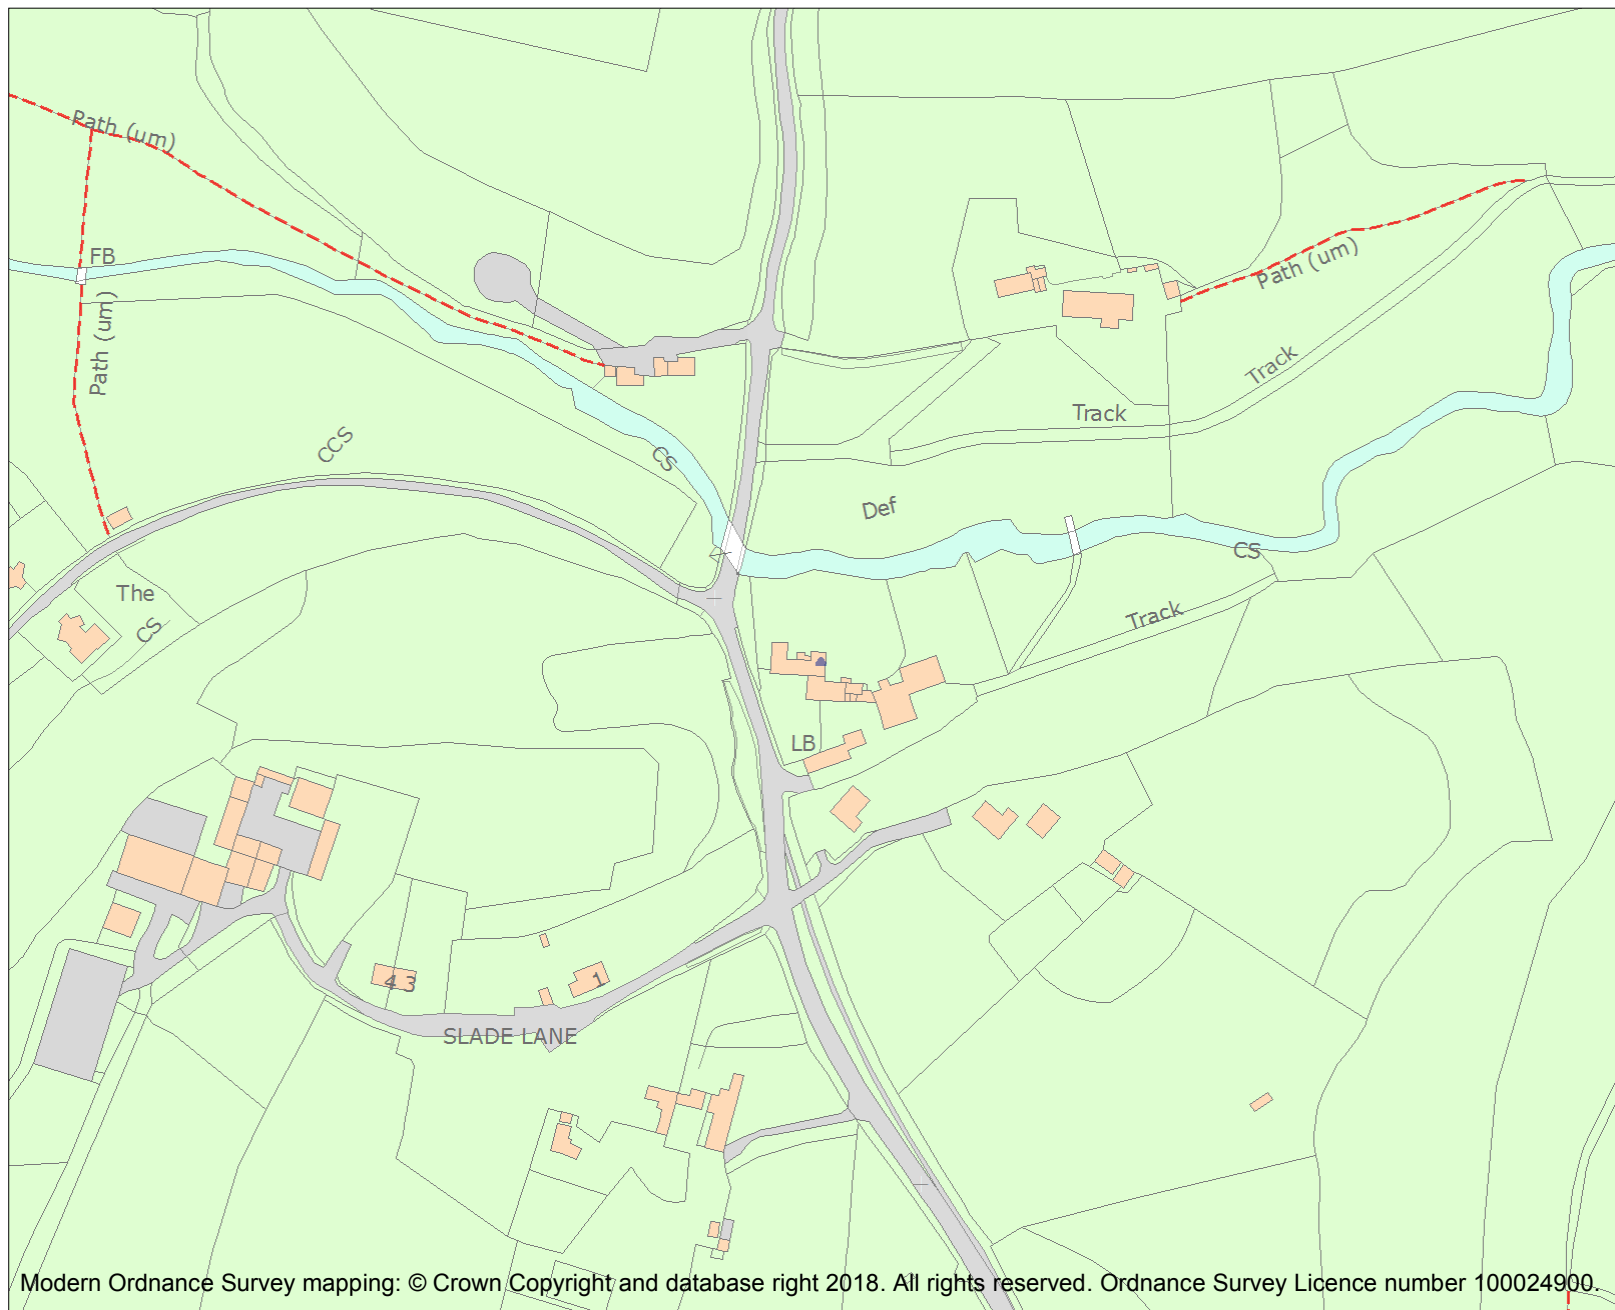 Path (um)
FB
Path (um)
Path (um)
Track
Track
CCS
CS
Def
CS
The
CS
Track
LB
4 3
1
SLADE LANE
Modern Ordnance Survey mapping: © Crown Copyright and database right 2018. All rights reserved. Ordnance Survey Licence number 100024900.